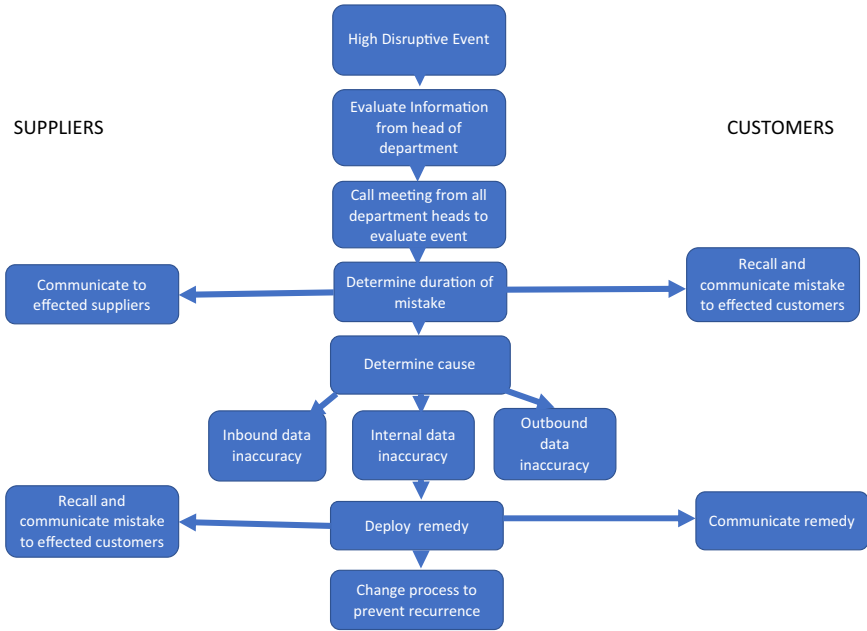 High Disruptive Event
Evaluate Information
from head of
department
SUPPLIERS
CUSTOMERS
Call meeting from all
department heads to
evaluate event
Communicate to
effected suppliers
Determine duration of
mistake
Recall and
communicate mistake
to effected customers
Determine cause
Inbound data
inaccuracy
Internal data
inaccuracy
Outbound
data
inaccuracy
Recall and
communicate mistake
to effected customers
Deploy remedy
Communicate remedy
Change process to
prevent recurrence